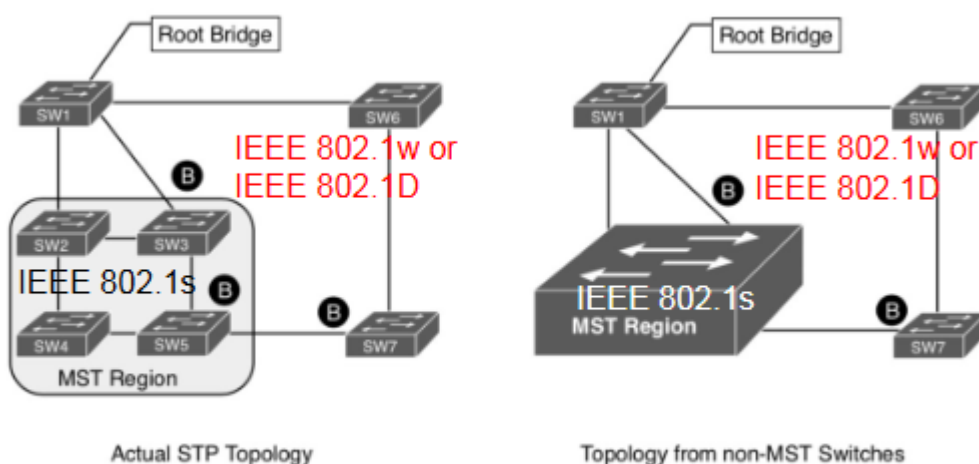 Root Bridge
SW1
SW6
IEEE 802.1w or
IEEE 802.1D
B
SW2
SW3
IEEE 802.1s
B
B
SW4
SW5
SW7
MST Region
Actual STP Topology
Root Bridge
SW1
SW6
IEEE 802.1w or
IEEE 802.1D
B
IEEE 802.1s
MST Region
B
SW7
Topology from non-MST Switches